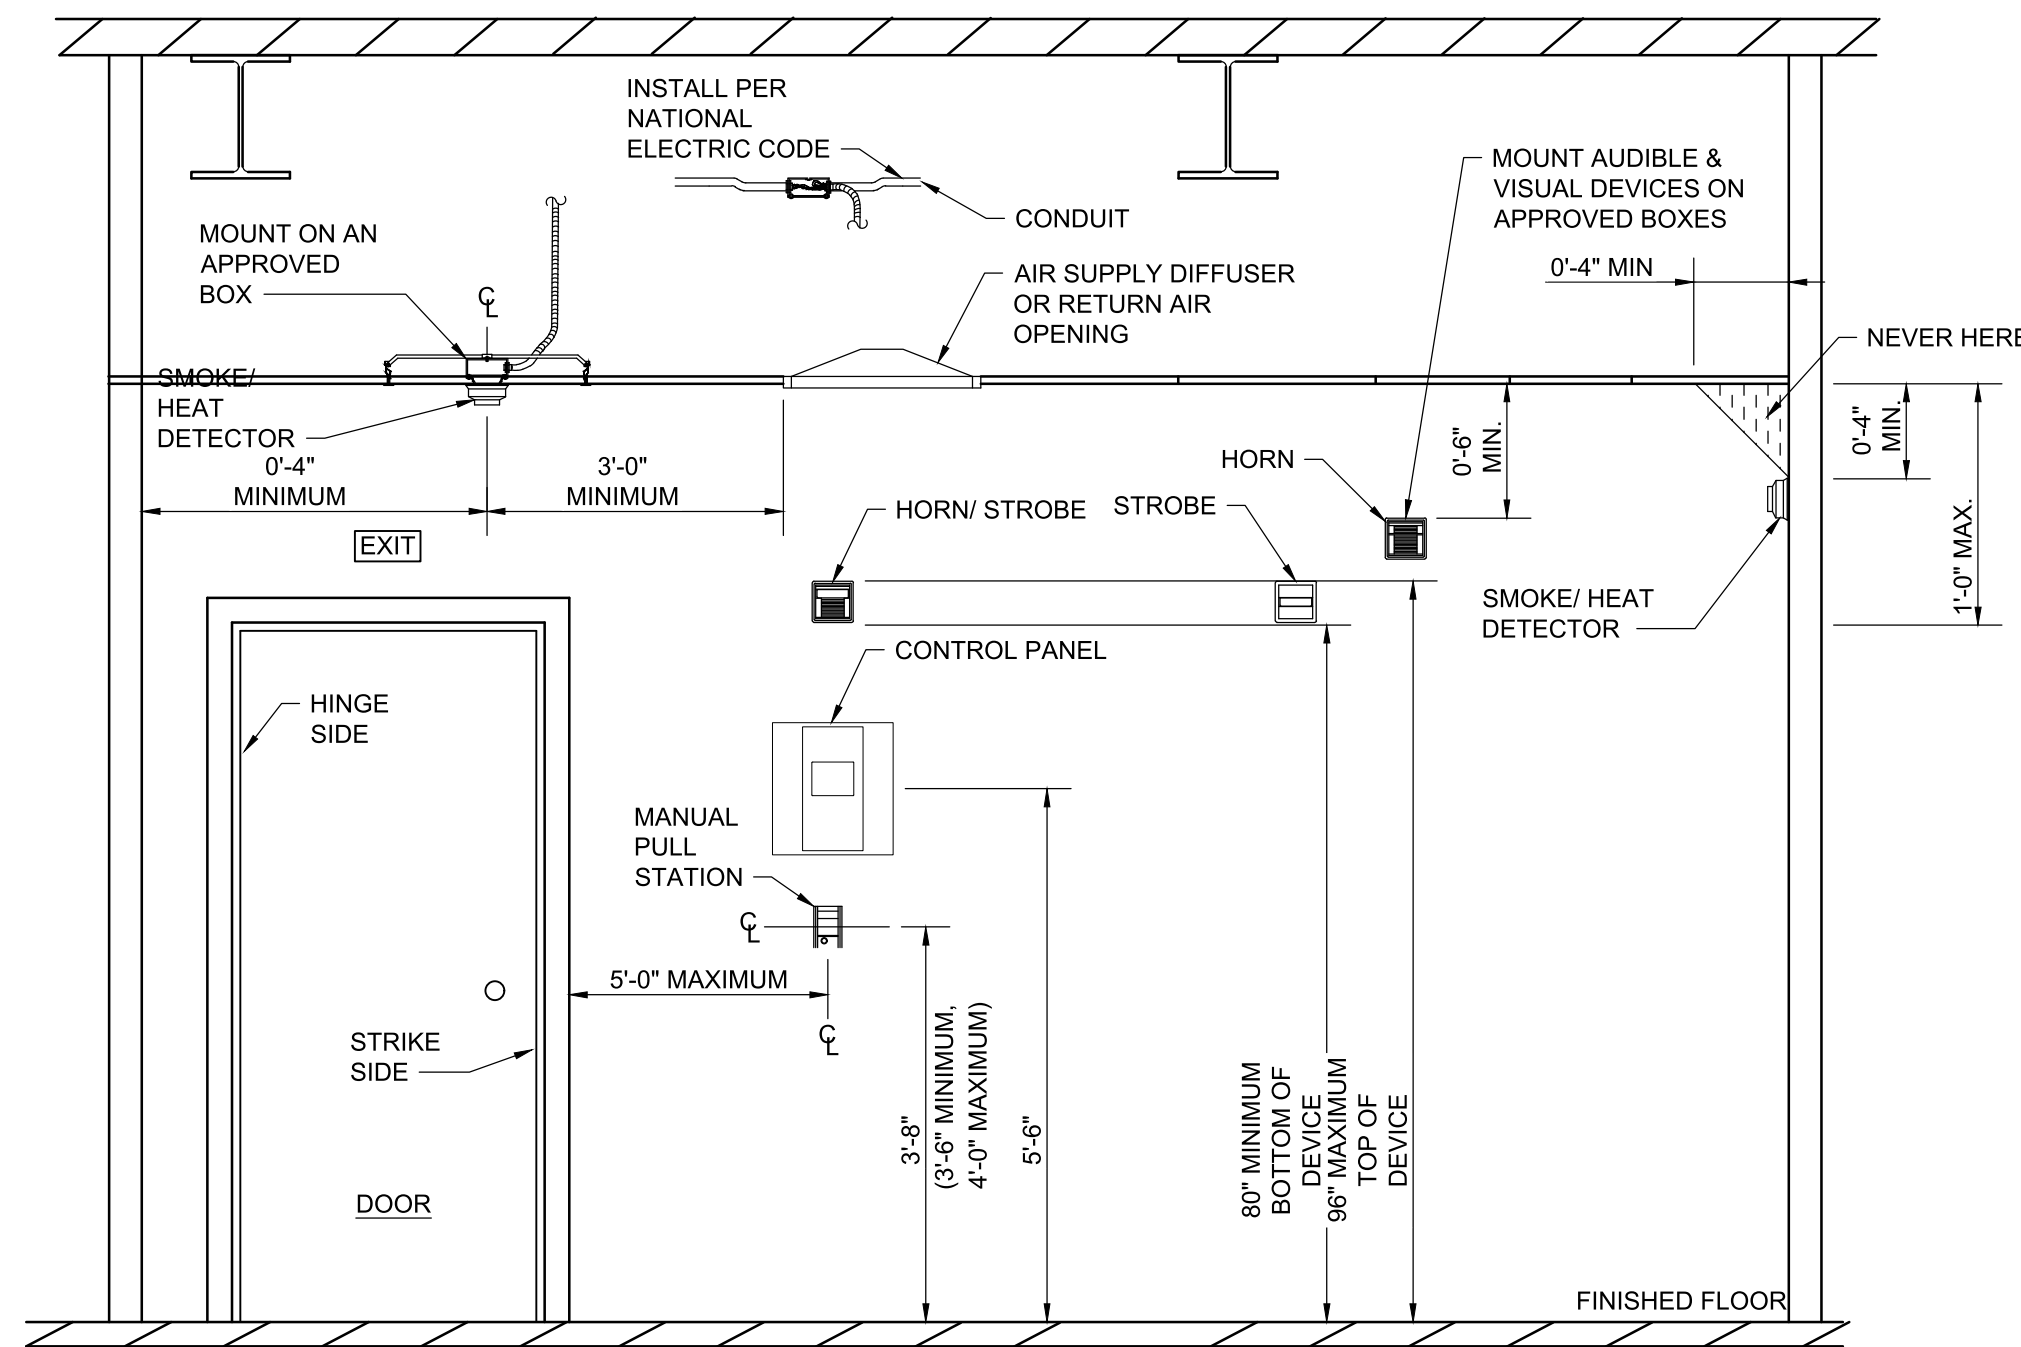 INSTALL PER
NATIONAL
ELECTRIC CODE
CONDUIT
MOUNT AUDIBLE &
VISUAL DEVICES ON
APPROVED BOXES
0'-4" MIN
MOUNT ON AN
APPROVED
BOX
CL
AIR SUPPLY DIFFUSER
OR RETURN AIR
OPENING
NEVER HERE
SMOKE/
HEAT
DETECTOR
0'-4"
MINIMUM
3'-0"
MINIMUM
HORN
0'-6"
MIN.
0'-4"
MIN.
1'-0" MAX.
HORN/ STROBE
STROBE
EXIT
SMOKE/ HEAT
DETECTOR
CONTROL PANEL
HINGE
SIDE
MANUAL
PULL
STATION
CL
5'-0" MAXIMUM
CL
STRIKE
SIDE
3'-8"
(3'-6" MINIMUM,
4'-0" MAXIMUM)
5'-6"
80" MINIMUM
BOTTOM OF
DEVICE
96" MAXIMUM
TOP OF
DEVICE
DOOR
FINISHED FLOOR